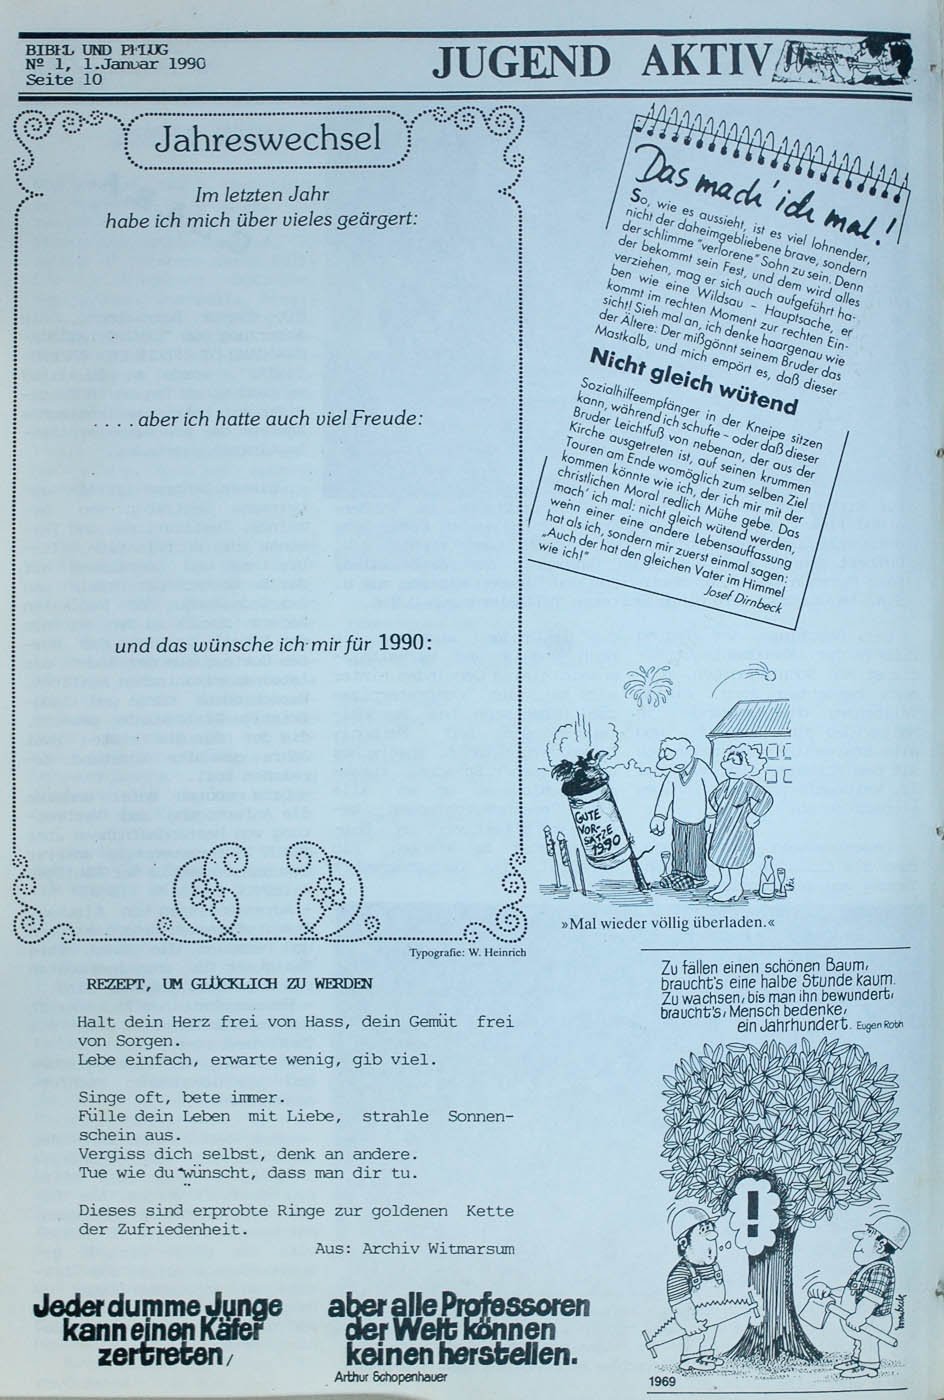 BIBEL UND PFLUG
Nº 1, 1.Januar 1990
Seite 10
JUGEND AKTIV
Jahreswechsel
Im letzten Jahr
habe ich mich über vieles geärgert:
....aber ich hatte auch viel Freude:
und das wünsche ich mir für 1990:
Typografie: W. Heinrich
Das mach' ich mal!
So, wie es aussieht, ist es viel lohnender,
nicht der daheimgebliebene brave, sondern
der schlimme "verlorene" Sohn zu sein. Denn
der bekommt sein Fest, und dem wird alles
verziehen, mag er sich auch aufgeführt ha-
ben wie eine Wildsau – Hauptsache, er
kommt im rechten Moment zur rechten Ein-
sicht! Sieh mal an, ich denke haargenau wie
der Ältere: Der mißgönnt seinem Bruder das
Mastkalb, und mich empört es, daß dieser
Nicht gleich wütend
Sozialhilfeempfänger in der Kneipe sitzen
kann, während ich schufte – oder daß dieser
Bruder Leichtfuß von nebenan, der aus der
Kirche ausgetreten ist, auf seinen krummen
Touren am Ende womöglich zum selben Ziel
kommen könnte wie ich, der ich mir mit der
christlichen Moral redlich Mühe gebe. Das
mach' ich mal: nicht gleich wütend werden,
wenn einer eine andere Lebensauffassung
hat als ich, sondern mir zuerst einmal sagen:
„Auch der hat den gleichen Vater im Himmel
wie ich!"
Josef Dirnbeck
GUTE
VOR-
SÄTZE
1990
»Mal wieder völlig überladen.«
REZEPT, UM GLÜCKLICH ZU WERDEN
Halt dein Herz frei von Hass, dein Gemüt frei
von Sorgen.
Lebe einfach, erwarte wenig, gib viel.
Singe oft, bete immer.
Fülle dein Leben mit Liebe, strahle Sonnen-
schein aus.
Vergiss dich selbst, denk an andere.
Tue wie du wünscht, dass man dir tu.
Dieses sind erprobte Ringe zur goldenen Kette
der Zufriedenheit.
Aus: Archiv Witmarsum
Zu fällen einen schönen Baum,
braucht's eine halbe Stunde kaum.
Zu wachsen, bis man ihn bewundert,
braucht's, Mensch bedenke,
ein Jahrhundert. Eugen Roth
!
1969
Jeder dumme Junge
kann einen Käfer
zertreten,
aber alle Professoren
der Welt können
keinen herstellen.
Arthur Schopenhauer